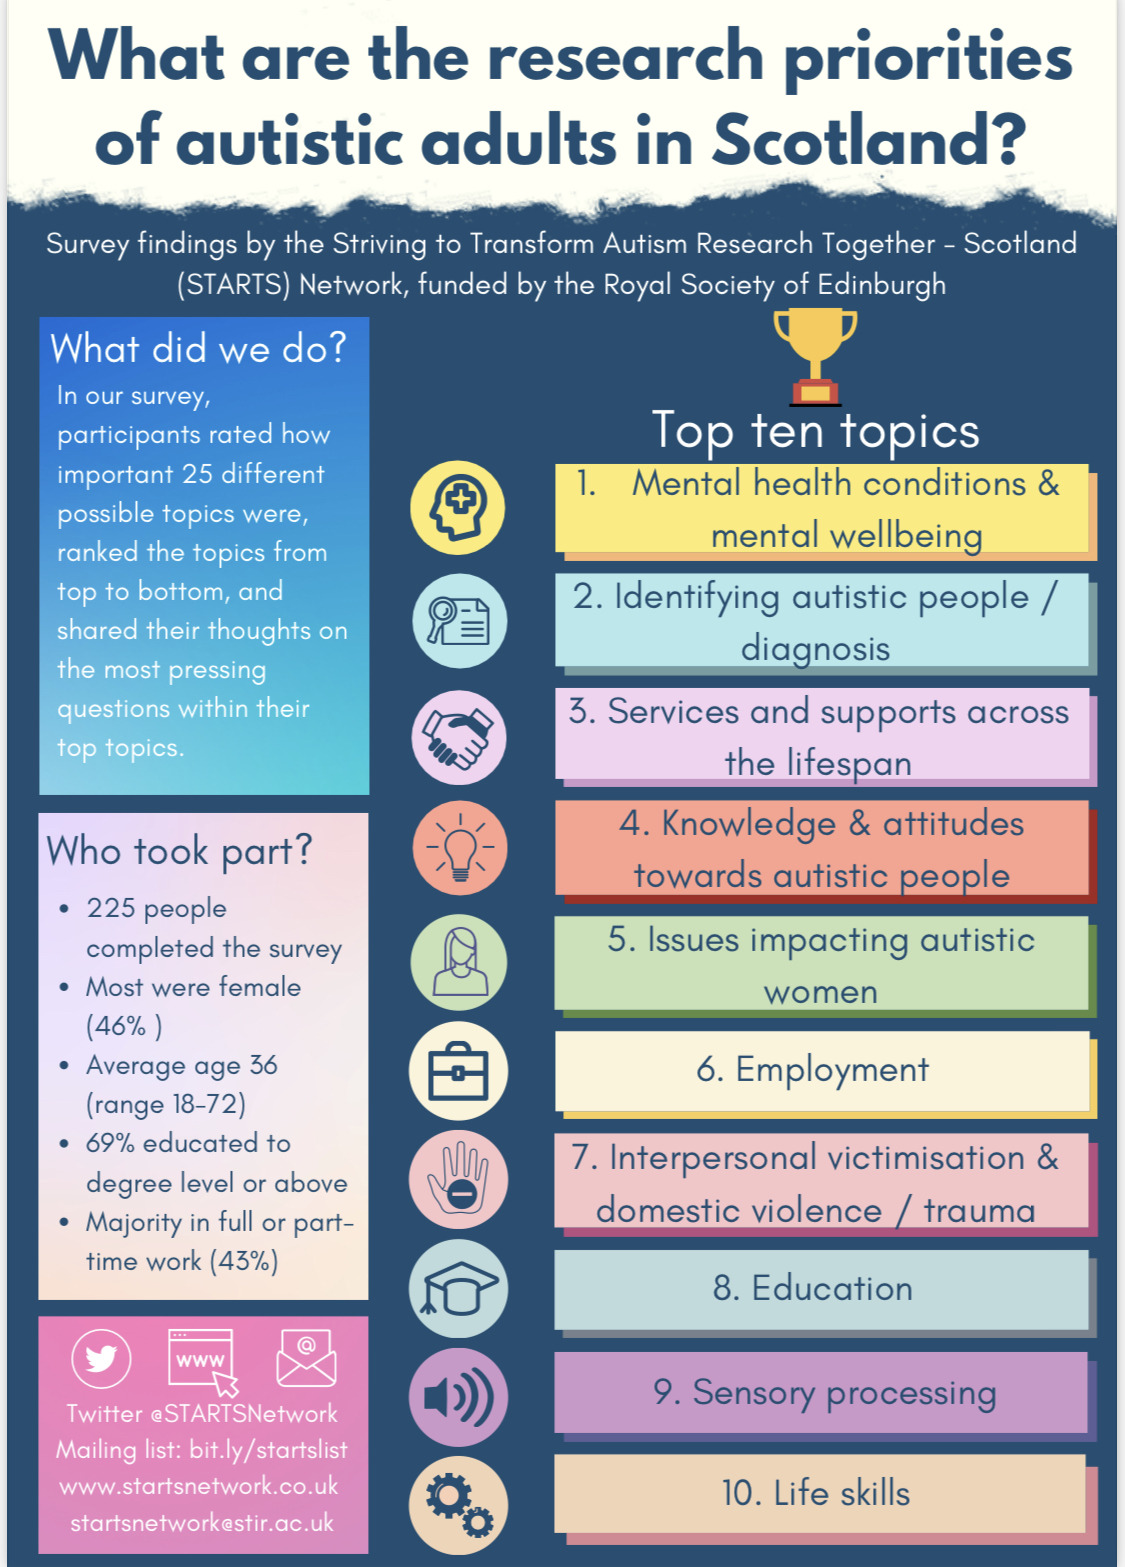 What are the research priorities
of autistic adults in Scotland?
Survey findings by the Striving to Transform Autism Research Together - Scotland
(STARTS) Network, funded by the Royal Society of Edinburgh
What did we do?
In our survey,
participants rated how
important 25 different
possible topics were,
ranked the topics from
top to bottom, and
shared their thoughts on
the most pressing
questions within their
top topics.
Who took part?
• 225 people
completed the survey
• Most were female
(46% )
• Average age 36
(range 18-72)
• 69% educated to
degree level or above
• Majority in full or part-
time work (43%)
www
@
Twitter @STARTSNetwork
Mailing list: bit.ly/startslist
www.startsnetwork.co.uk
startsnetwork@stir.ac.uk
Top ten topics
1. Mental health conditions &
mental wellbeing
2. Identifying autistic people /
diagnosis
3. Services and supports across
the lifespan
4. Knowledge & attitudes
towards autistic people
5. Issues impacting autistic
women
6. Employment
7. Interpersonal victimisation &
domestic violence / trauma
8. Education
9. Sensory processing
10. Life skills